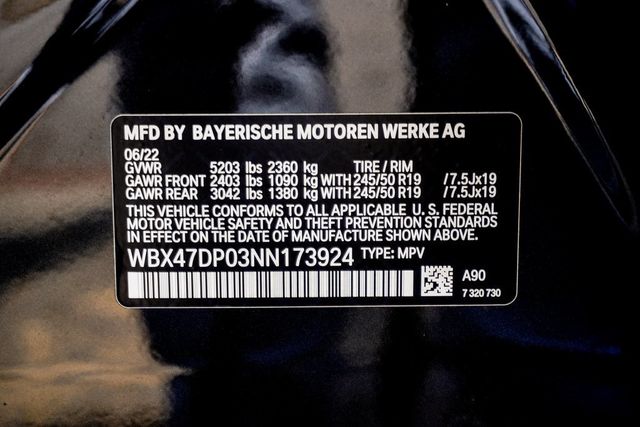 MFD BY BAYERISCHE MOTOREN WERKE AG
06/22
GVWR 5203 lbs 2360 kg TIRE / RIM
GAWR FRONT 2403 lbs 1090 kg WITH 245/50 R19 /7.5Jx19
GAWR REAR 3042 lbs 1380 kg WITH 245/50 R19 /7.5Jx19
THIS VEHICLE CONFORMS TO ALL APPLICABLE U. S. FEDERAL
MOTOR VEHICLE SAFETY AND THEFT PREVENTION STANDARDS
IN EFFECT ON THE DATE OF MANUFACTURE SHOWN ABOVE.
WBX47DP03NN173924 TYPE: MPV
A90
7 320 730